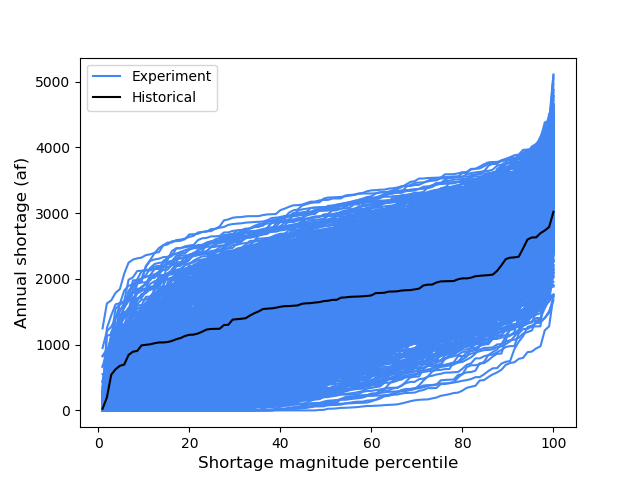 Experiment
Historical
5000
4000
3000
2000
1000
0
Annual shortage (af)
0 20 40 60 80 100
Shortage magnitude percentile